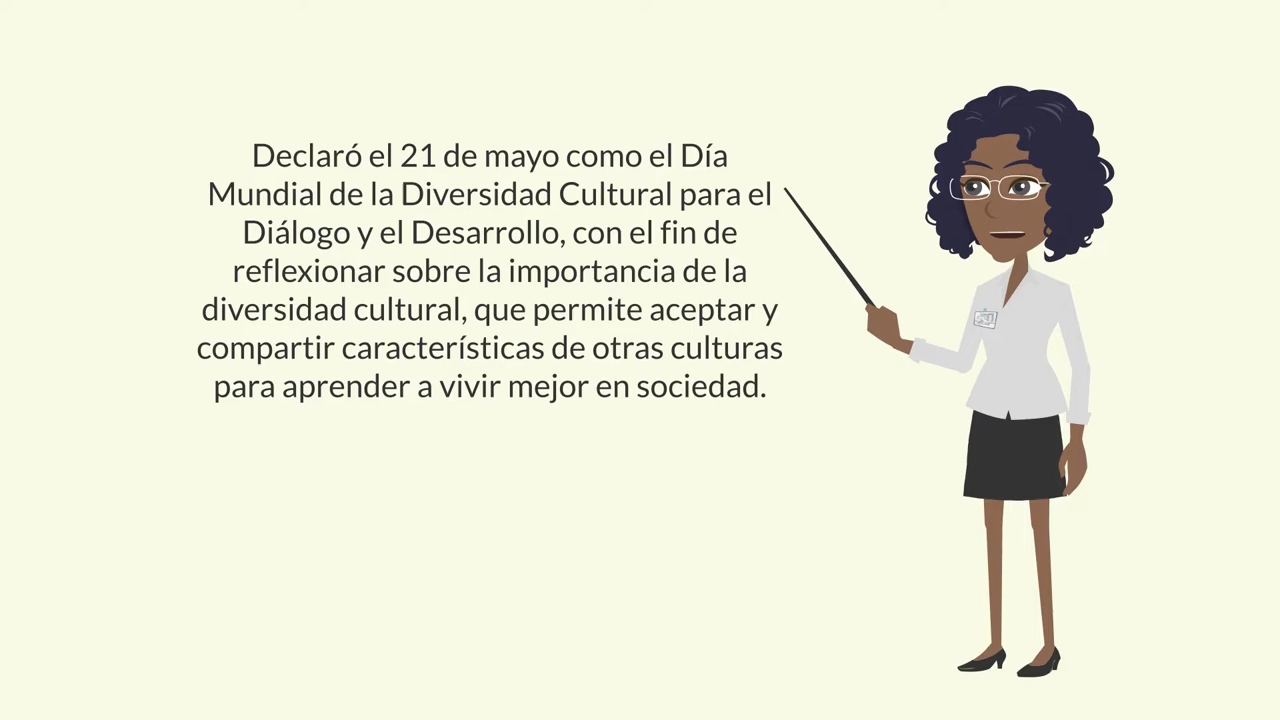 Declaró el 21 de mayo como el Día
Mundial de la Diversidad Cultural para el
Diálogo y el Desarrollo, con el fin de
reflexionar sobre la importancia de la
diversidad cultural, que permite aceptar y
compartir características de otras culturas
para aprender a vivir mejor en sociedad.